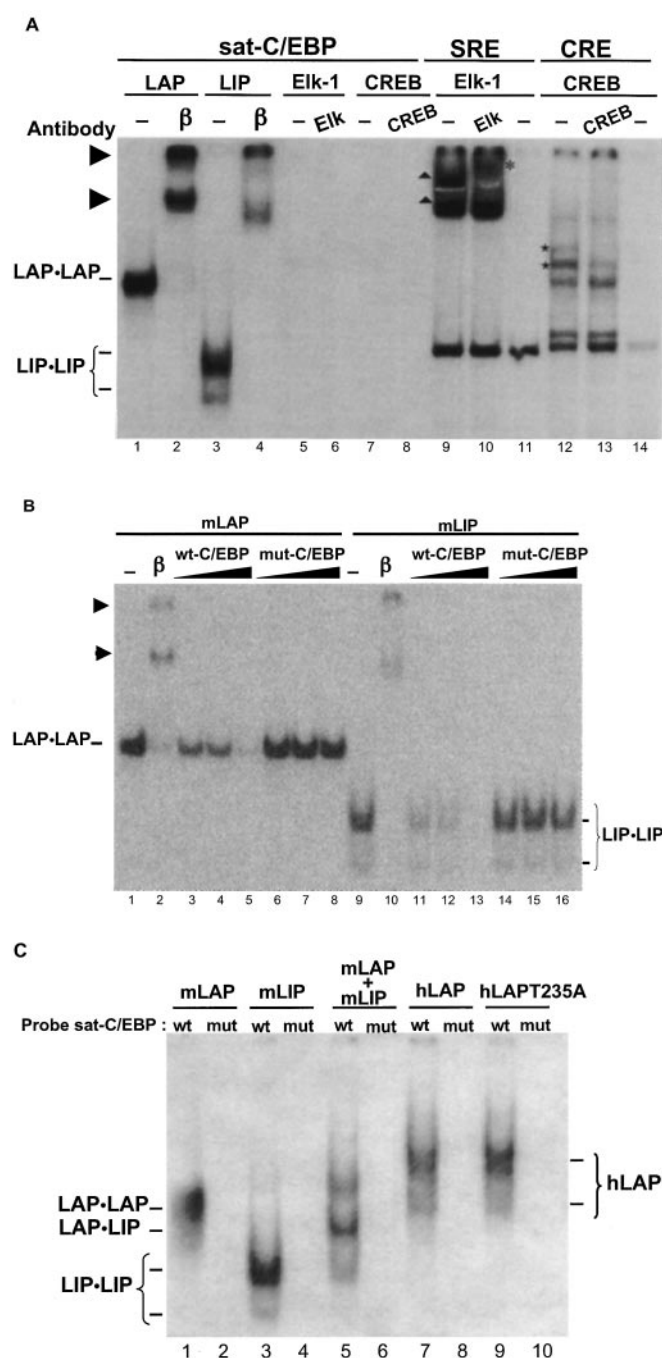 A
sat-C/EBP SRE CRE
LAP LIP Elk-1 CREB Elk-1 CREB
Antibody – β – β – Elk – CREB – Elk – – CREB –
*
LAP•LAP
*
*
LIP•LIP
1 2 3 4 5 6 7 8 9 10 11 12 13 14
B
mLAP mLIP
– β wt-C/EBP mut-C/EBP – β wt-C/EBP mut-C/EBP
LAP•LAP
LIP•LIP
1 2 3 4 5 6 7 8 9 10 11 12 13 14 15 16
C
mLAP mLIP mLAP + mLIP hLAP hLAPT235A
Probe sat-C/EBP : wt mut wt mut wt mut wt mut wt mut
hLAP
LAP•LAP
LAP•LIP
LIP•LIP
1 2 3 4 5 6 7 8 9 10